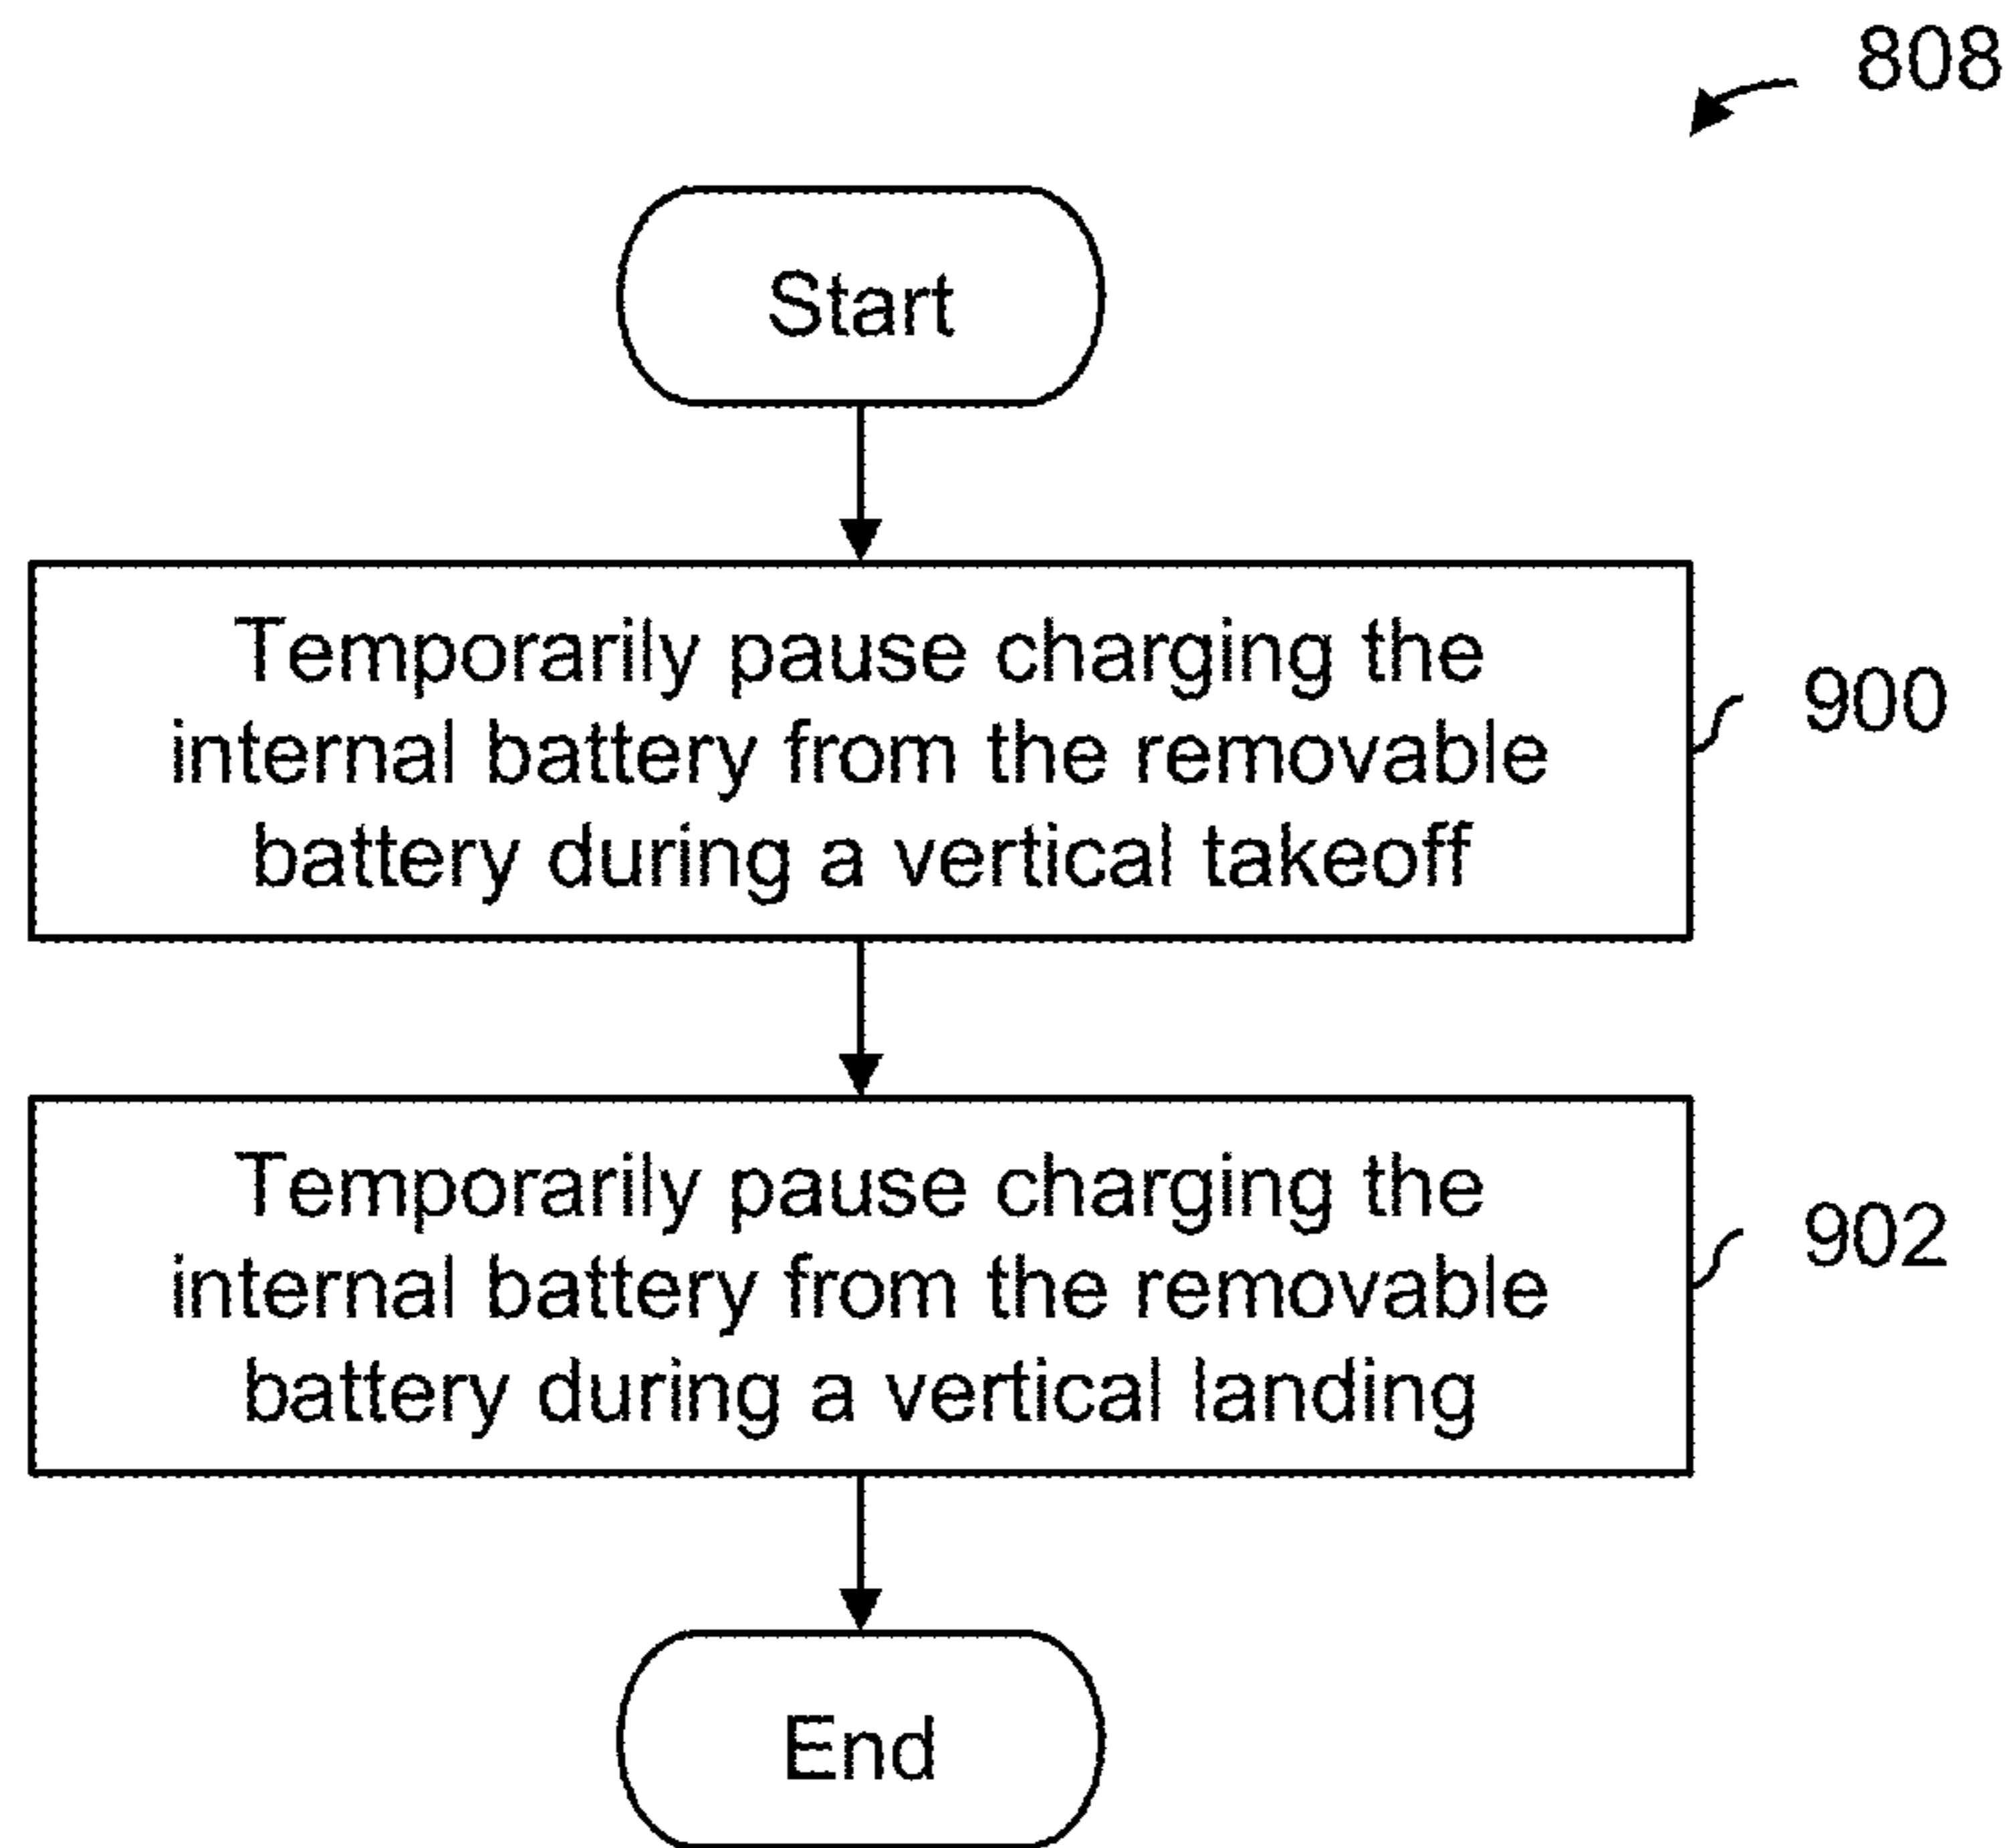 808
Start
Temporarily pause charging the
internal battery from the removable
battery during a vertical takeoff
900
Temporarily pause charging the
internal battery from the removable
battery during a vertical landing
902
End